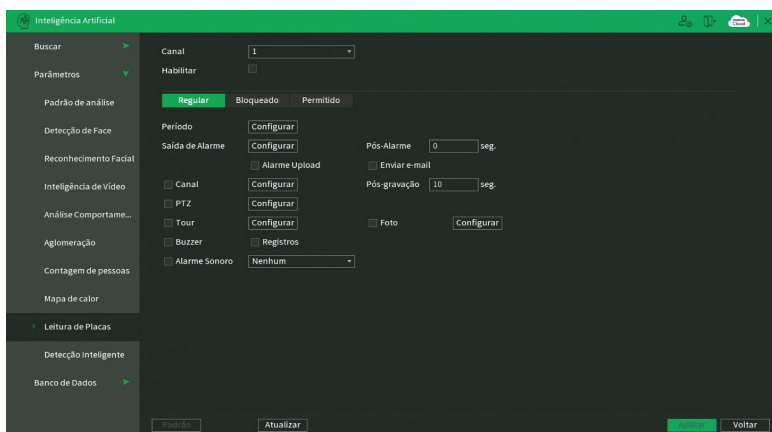 Inteligência Artificial
Cloud
Buscar
Parâmetros
Padrão de análise
Detecção de Face
Reconhecimento Facial
Inteligência de Vídeo
Análise Comportame...
Aglomeração
Contagem de pessoas
Mapa de calor
Leitura de Placas
Detecção Inteligente
Banco de Dados
Canal 1
Habilitar
Regular Bloqueado Permitido
Período Configurar
Saída de Alarme Configurar Pós-Alarme 0 seg.
Alarme Upload Enviar e-mail
Canal Configurar Pós-gravação 10 seg.
PTZ Configurar
Tour Configurar Foto Configurar
Buzzer Registros
Alarme Sonoro Nenhum
Padrão Atualizar Aplicar Voltar